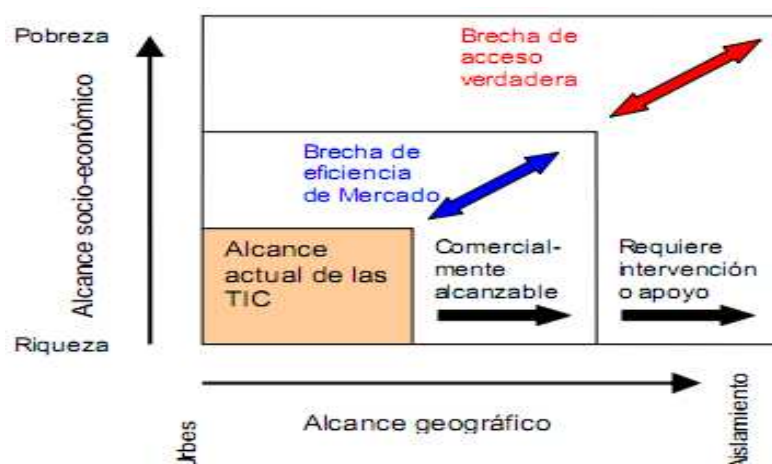 Pobreza
Alcance socio-económico
Riqueza
Brecha de
acceso
verdadera
Brecha de
eficiencia
de Mercado
Alcance
actual de las
TIC
Comercial-
mente
alcanzable
Requiere
intervención
o apoyo
Urbes
Alcance geográfico
Aislamiento